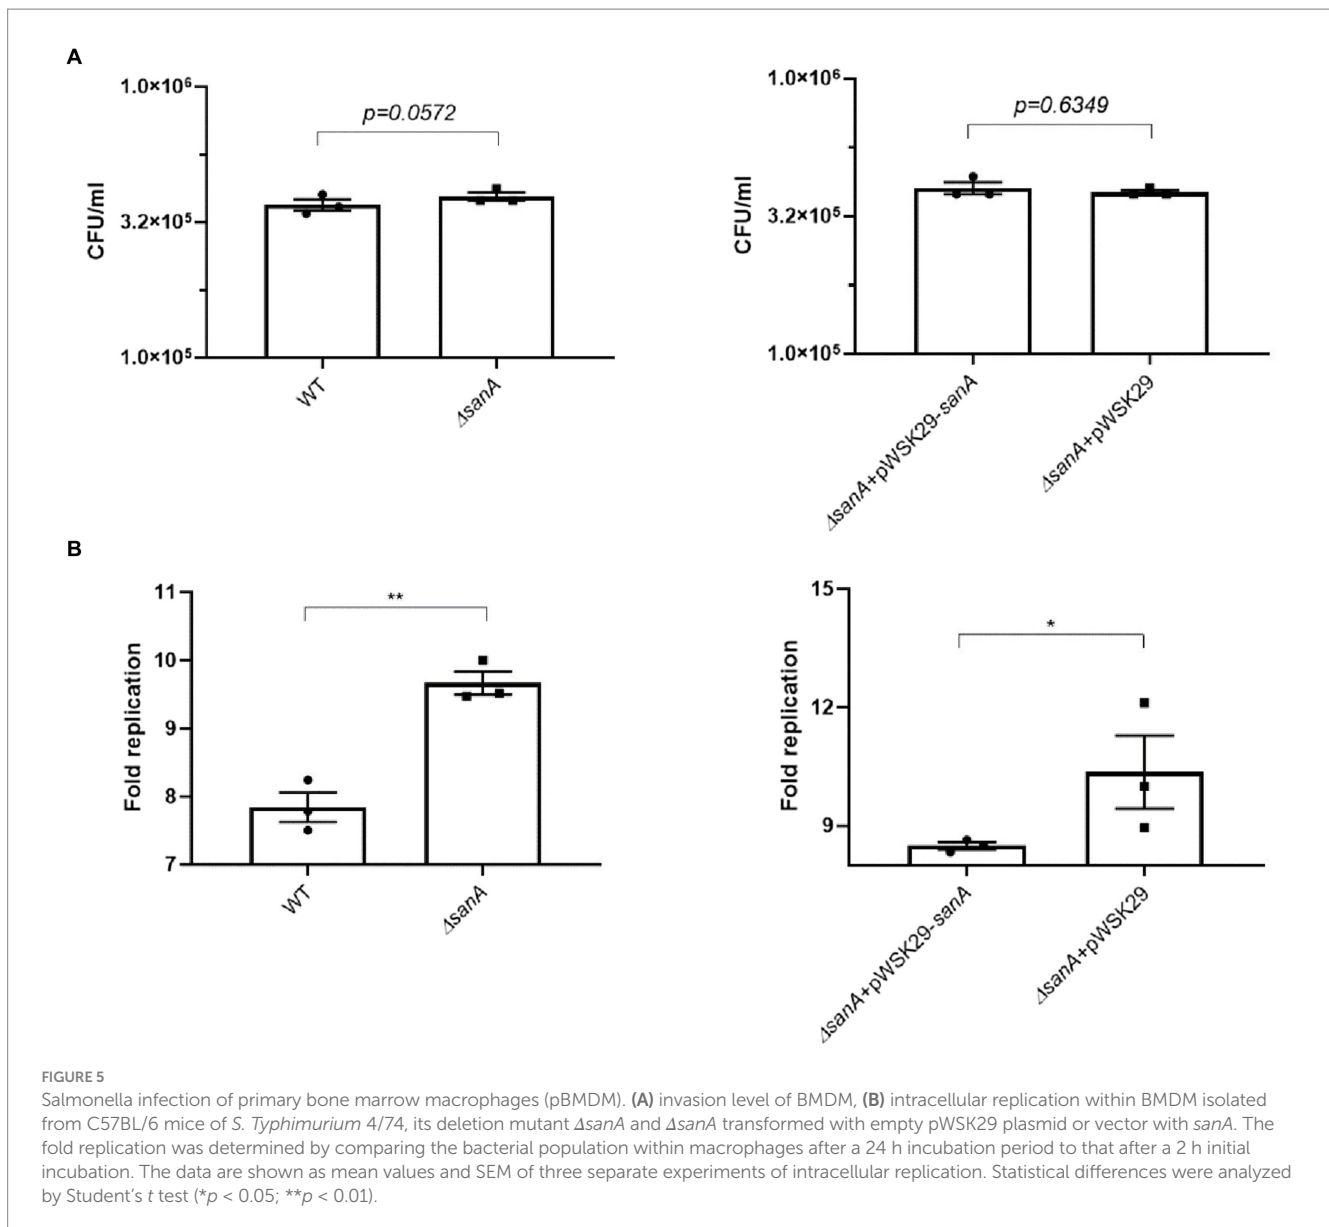 A
1.0×10⁶
3.2×10⁵
1.0×10⁵
CFU/ml
p=0.0572
WT
ΔsanA
1.0×10⁶
3.2×10⁵
1.0×10⁵
CFU/ml
p=0.6349
ΔsanA+pWSK29-sanA
ΔsanA+pWSK29
B
11
10
9
8
7
Fold replication
**
WT
ΔsanA
15
12
9
Fold replication
*
ΔsanA+pWSK29-sanA
ΔsanA+pWSK29
FIGURE 5
Salmonella infection of primary bone marrow macrophages (pBMDM). (A) invasion level of BMDM, (B) intracellular replication within BMDM isolated
from C57BL/6 mice of S. Typhimurium 4/74, its deletion mutant ΔsanA and ΔsanA transformed with empty pWSK29 plasmid or vector with sanA. The
fold replication was determined by comparing the bacterial population within macrophages after a 24 h incubation period to that after a 2 h initial
incubation. The data are shown as mean values and SEM of three separate experiments of intracellular replication. Statistical differences were analyzed
by Student's t test (*p < 0.05; **p < 0.01).